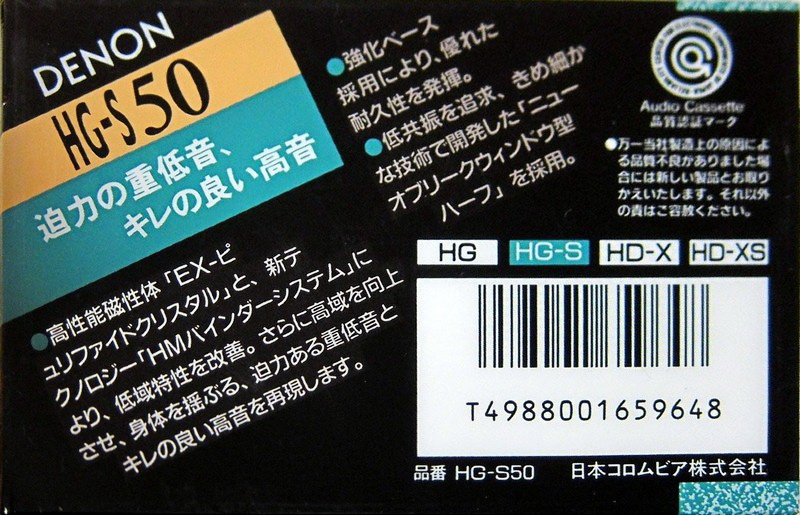 DENON
HG-S 50
迫力の重低音、
キレの良い高音
●強化ベース
採用により、優れた
耐久性を発揮。
●低共振を追求、きめ細か
な技術で開発した「ニュー
オブリークウィンドウ型
ハーフ」を採用。
Audio Cassette
品質認証マーク
●万一当社製造上の原因によ
る品質不良がありました場
合には新しい製品とお取り
かえいたします。それ以外
の責はご容赦ください。
HG HG-S HD-X HD-XS
●高性能磁性体「EX-ピ
ュリファイドクリスタル」と、新テ
クノロジー「HMバインダーシステム」に
より、低域特性を改善。さらに高域を向上
させ、身体を揺ぶる、迫力ある重低音と
キレの良い高音を再現します。
T4988001659648
品番 HG-S50 日本コロムビア株式会社